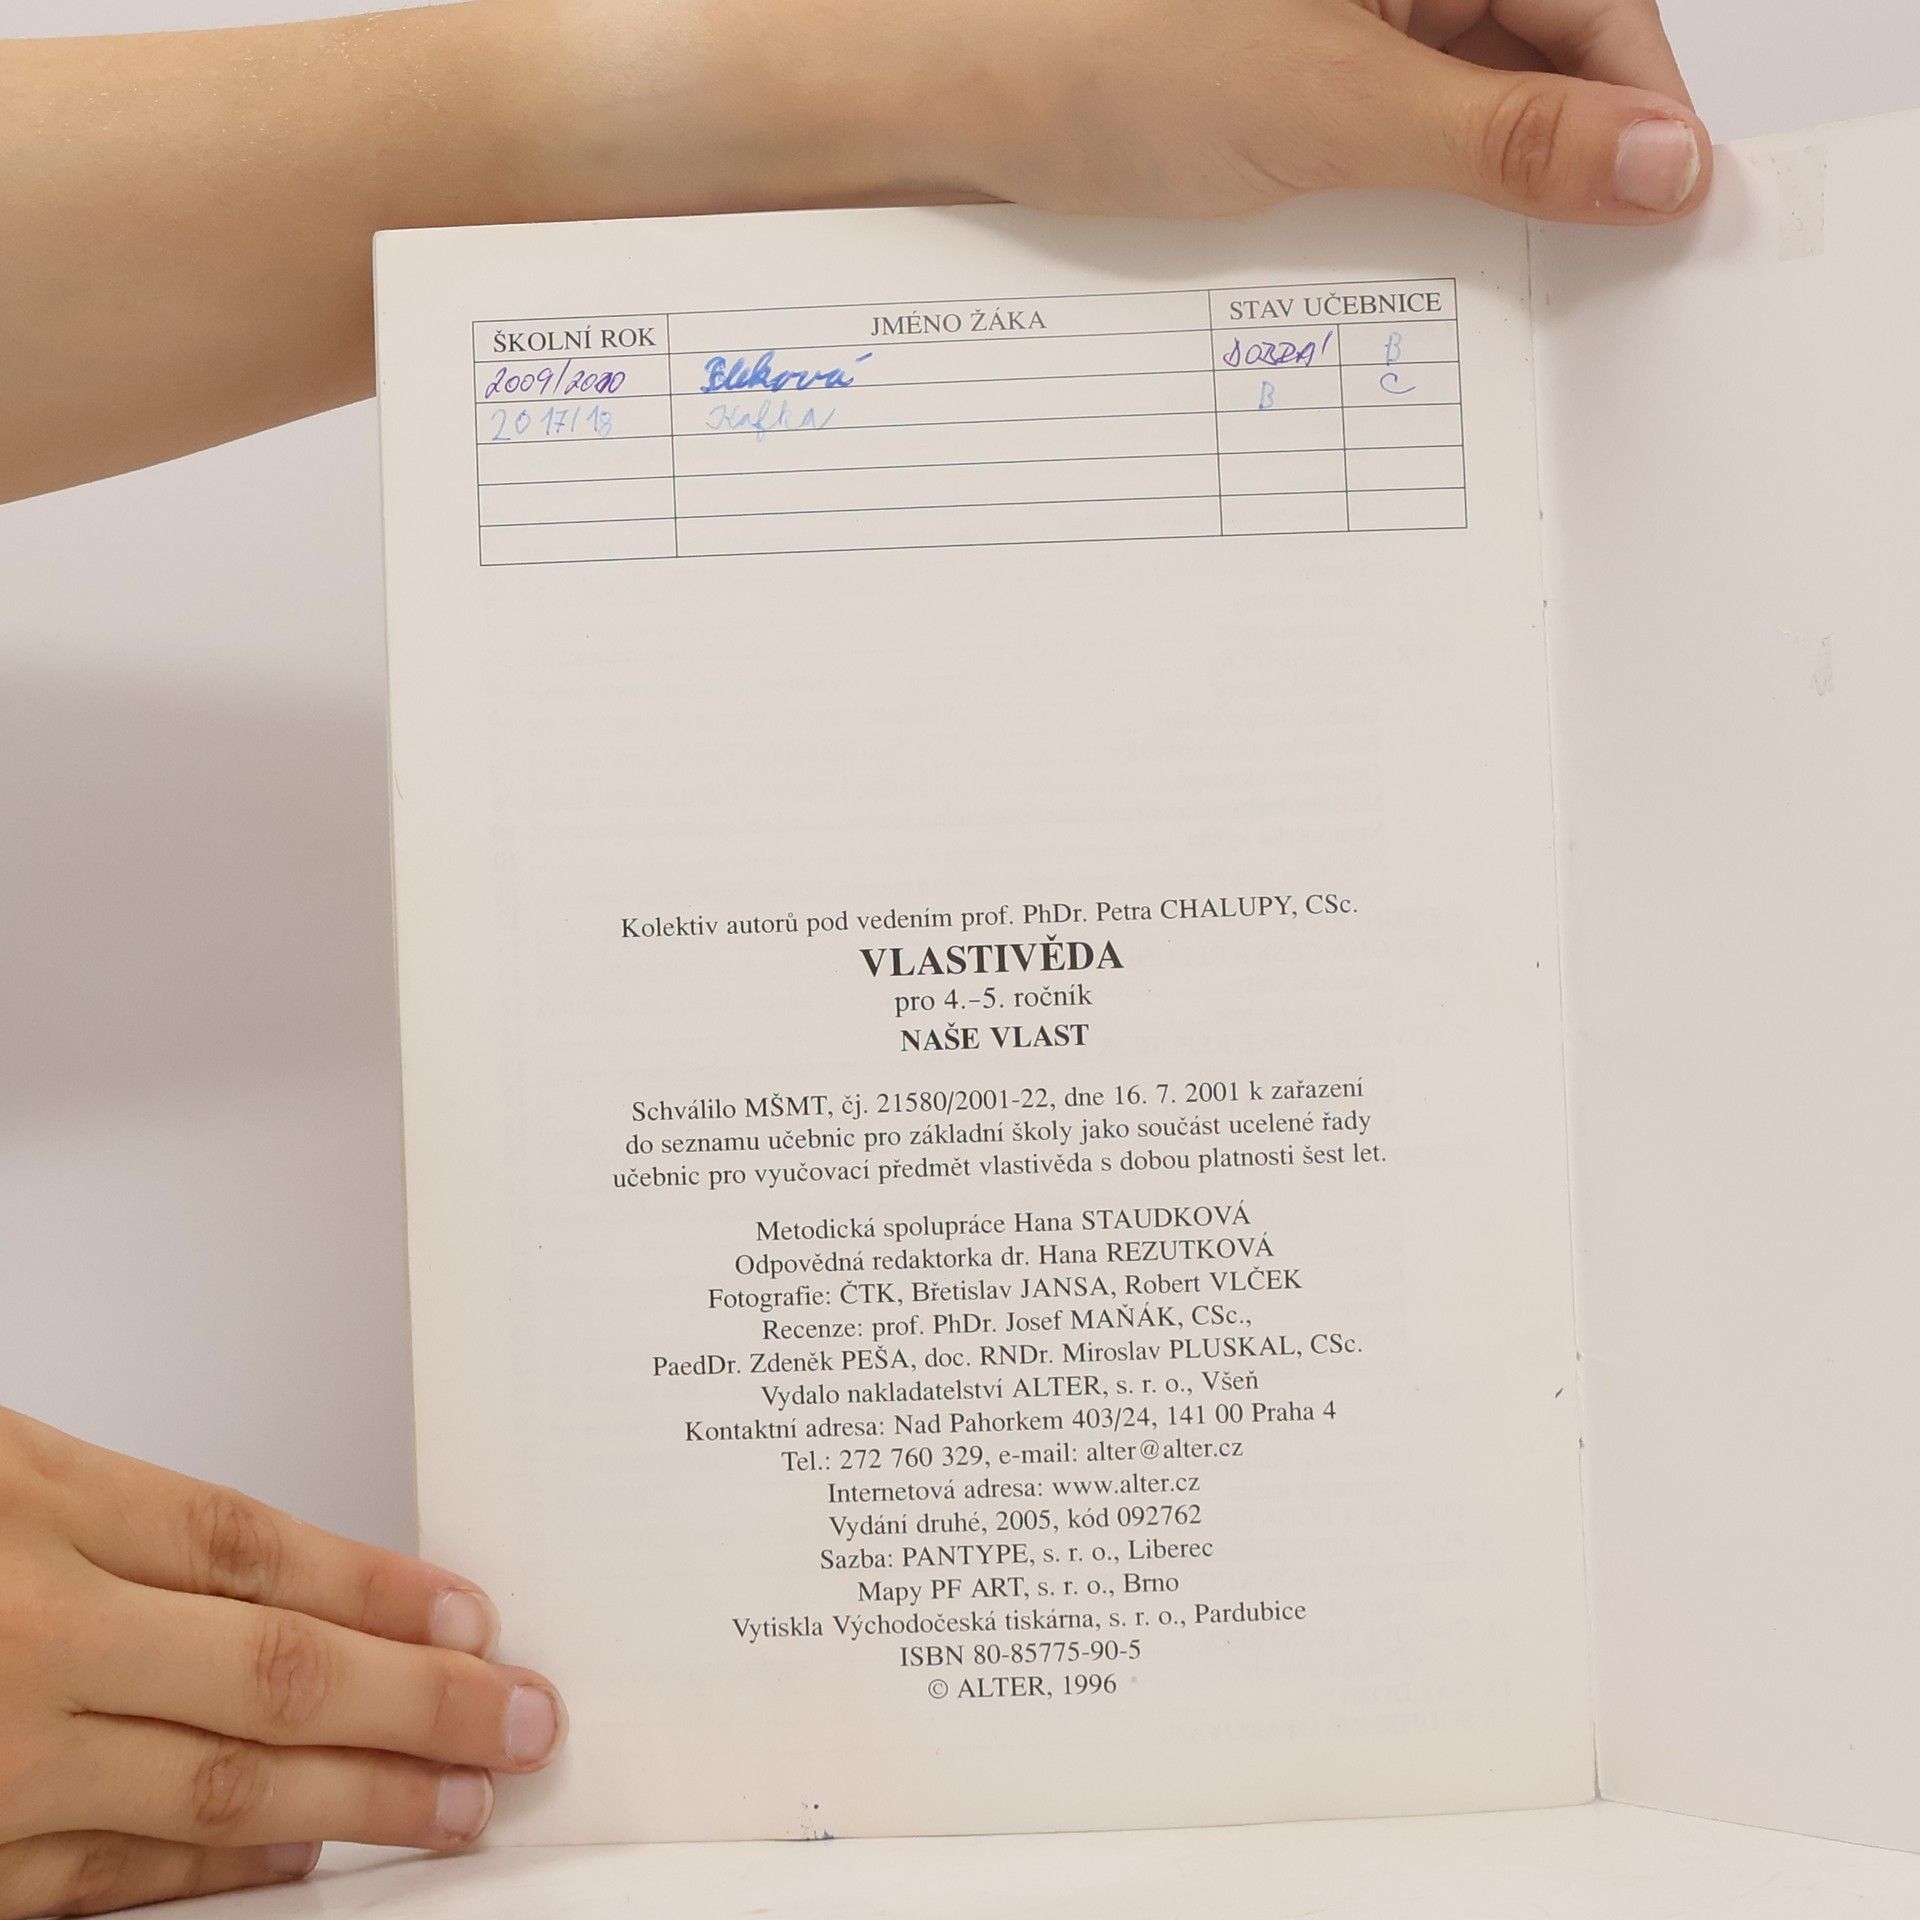 ŠKOLNÍ ROK JMÉNO ŽÁKA STAV UČEBNICE
2009/2010 DOBRÁ B
2017/18 Kafka B C
Kolektiv autorů pod vedením prof. PhDr. Petra CHALUPY, CSc.
VLASTIVĚDA
pro 4.–5. ročník
NAŠE VLAST
Schválilo MŠMT, čj. 21580/2001-22, dne 16. 7. 2001 k zařazení
do seznamu učebnic pro základní školy jako součást ucelené řady
učebnic pro vyučovací předmět vlastivěda s dobou platnosti šest let.
Metodická spolupráce Hana STAUDKOVÁ
Odpovědná redaktorka dr. Hana REZUTKOVÁ
Fotografie: ČTK, Břetislav JANSA, Robert VLČEK
Recenze: prof. PhDr. Josef MAŇÁK, CSc.,
PaedDr. Zdeněk PEŠA, doc. RNDr. Miroslav PLUSKAL, CSc.
Vydalo nakladatelství ALTER, s. r. o., Všeň
Kontaktní adresa: Nad Pahorkem 403/24, 141 00 Praha 4
Tel.: 272 760 329, e-mail: alter@alter.cz
Internetová adresa: www.alter.cz
Vydání druhé, 2005, kód 092762
Sazba: PANTYPE, s. r. o., Liberec
Mapy PF ART, s. r. o., Brno
Vytiskla Východočeská tiskárna, s. r. o., Pardubice
ISBN 80-85775-90-5
© ALTER, 1996